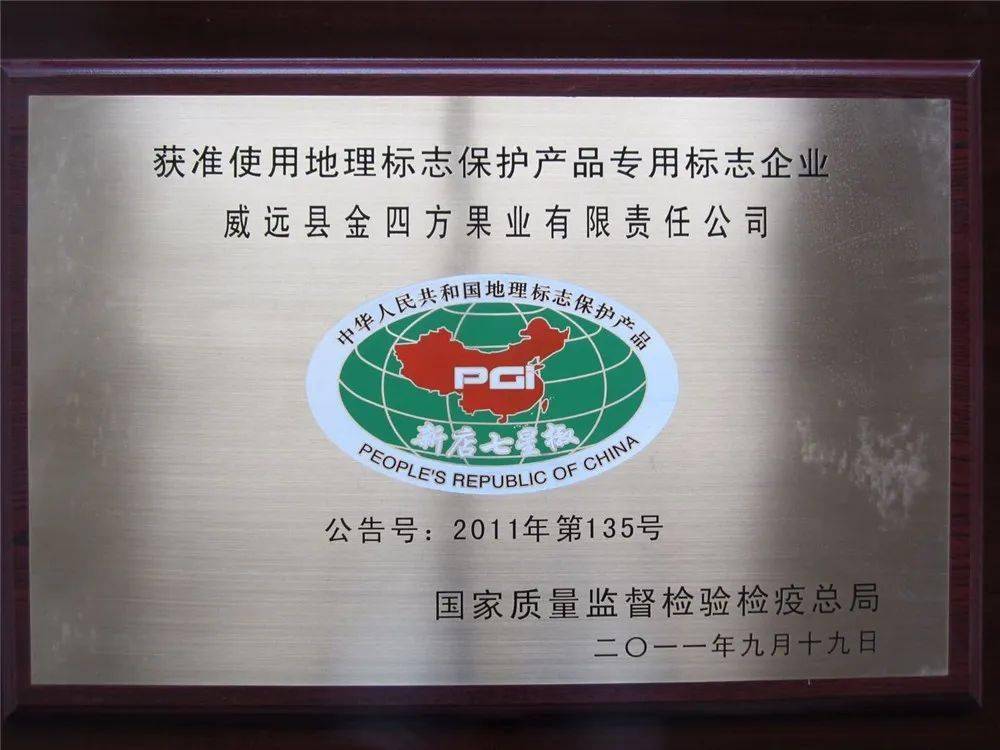 获准使用地理标志保护产品专用标志企业
威远县金四方果业有限责任公司
中华人民共和国地理标志保护产品
PGI
新店七星椒
PEOPLE'S REPUBLIC OF CHINA
公告号：2011年第135号
国家质量监督检验检疫总局
二〇一一年九月十九日